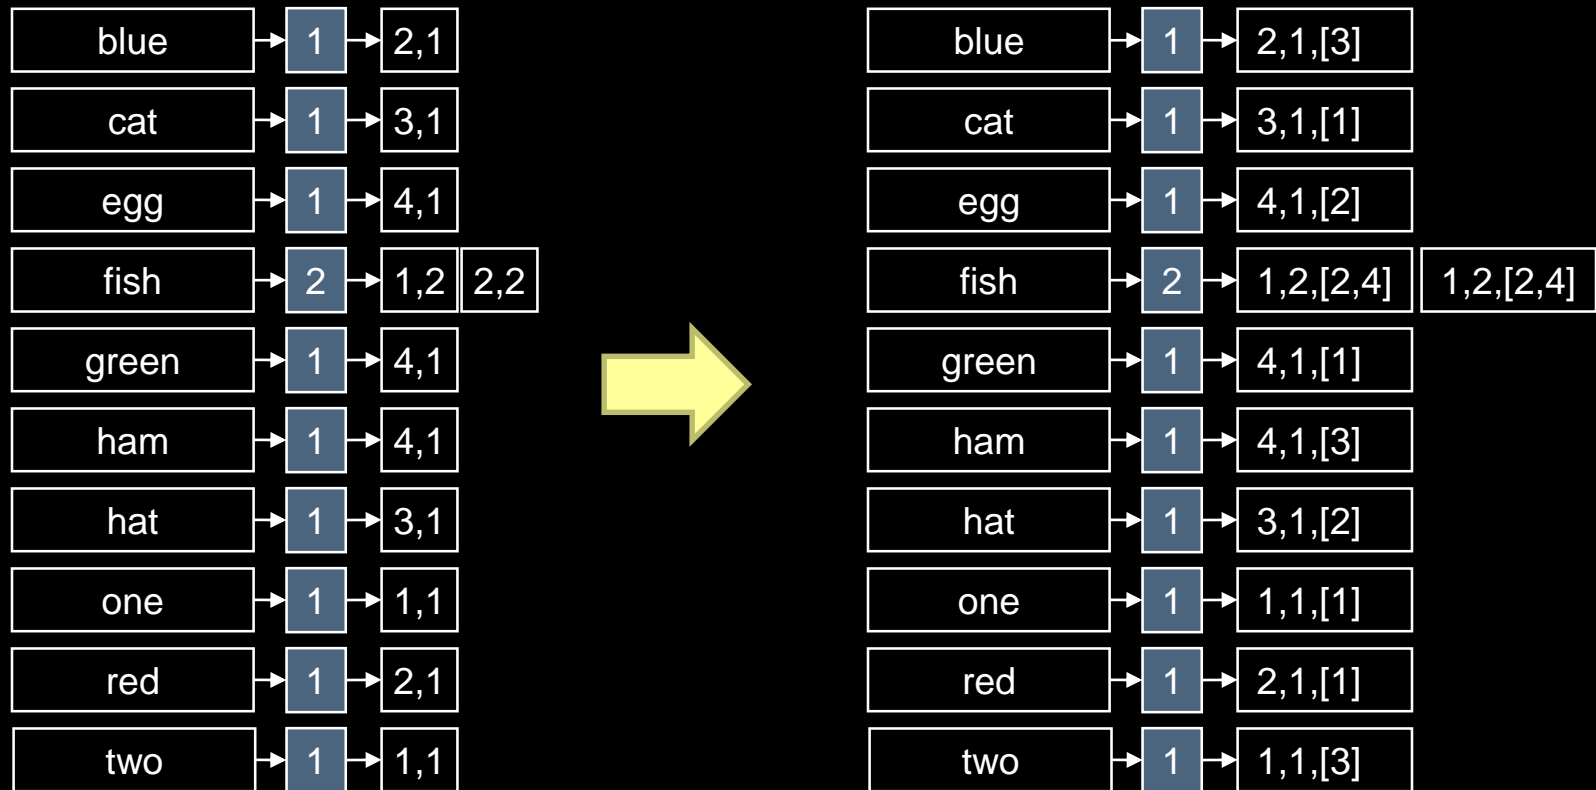 blue 1 2,1 blue 1 2,1,[3]
cat 1 3,1 cat 1 3,1,[1]
egg 1 4,1 egg 1 4,1,[2]
fish 2 1,2 2,2 fish 2 1,2,[2,4] 1,2,[2,4]
green 1 4,1 green 1 4,1,[1]
ham 1 4,1 ham 1 4,1,[3]
hat 1 3,1 hat 1 3,1,[2]
one 1 1,1 one 1 1,1,[1]
red 1 2,1 red 1 2,1,[1]
two 1 1,1 two 1 1,1,[3]